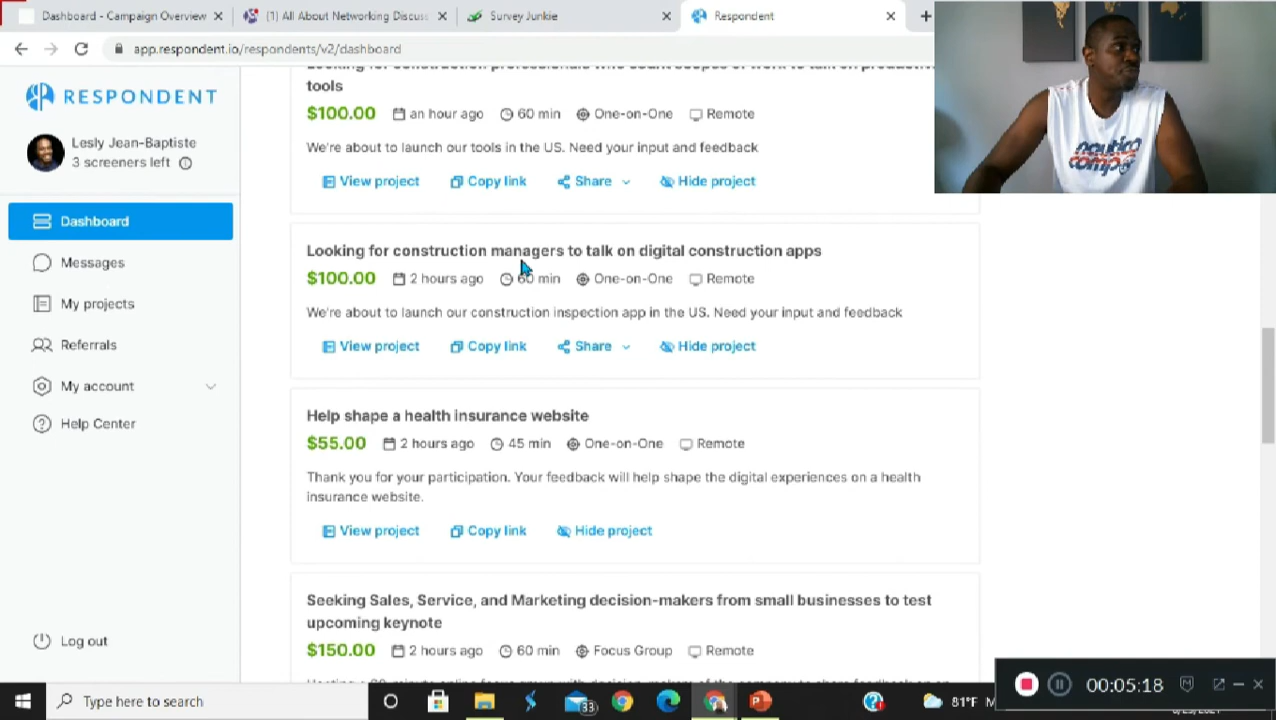 Dashboard - Campaign Overview
(1) All About Networking Discus
Survey Junkie
Respondent
app.respondent.io/respondents/v2/dashboard
RESPONDENT
Lesly Jean-Baptiste
3 screeners left
Dashboard
Messages
My projects
Referrals
My account
Help Center
Log out
tools
$100.00 an hour ago 60 min One-on-One Remote
We're about to launch our tools in the US. Need your input and feedback
View project Copy link Share Hide project
Looking for construction managers to talk on digital construction apps
$100.00 2 hours ago 60 min One-on-One Remote
We're about to launch our construction inspection app in the US. Need your input and feedback
View project Copy link Share Hide project
Help shape a health insurance website
$55.00 2 hours ago 45 min One-on-One Remote
Thank you for your participation. Your feedback will help shape the digital experiences on a health
insurance website.
View project Copy link Hide project
Seeking Sales, Service, and Marketing decision-makers from small businesses to test
upcoming keynote
$150.00 2 hours ago 60 min Focus Group Remote
nautica
00:05:18
Type here to search
33
81°F M